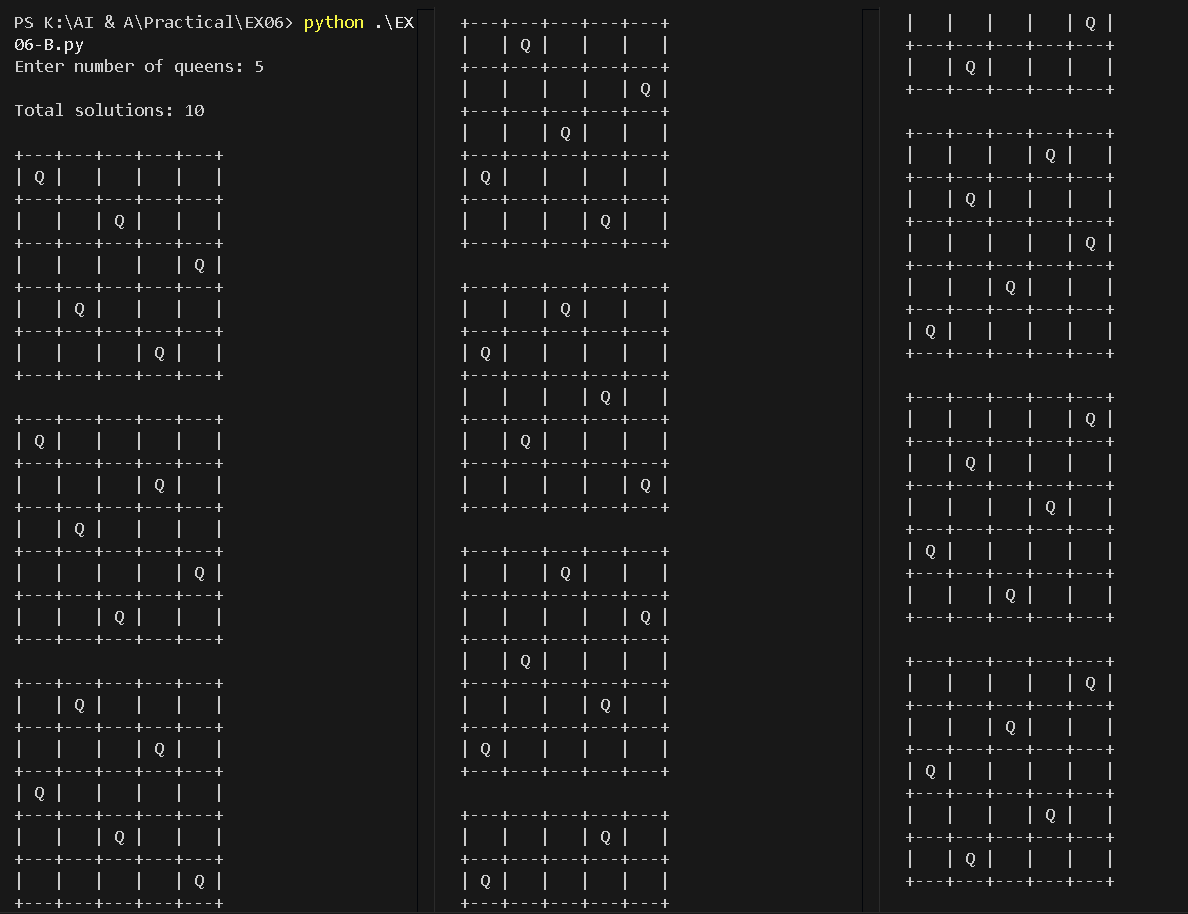 PS K:\AI & A\Practical\EX06> python .\EX
06-B.py
Enter number of queens: 5

Total solutions: 10

+---+---+---+---+---+
| Q |   |   |   |   |
+---+---+---+---+---+
|   |   | Q |   |   |
+---+---+---+---+---+
|   |   |   |   | Q |
+---+---+---+---+---+
|   | Q |   |   |   |
+---+---+---+---+---+
|   |   |   | Q |   |
+---+---+---+---+---+

+---+---+---+---+---+
| Q |   |   |   |   |
+---+---+---+---+---+
|   |   |   | Q |   |
+---+---+---+---+---+
|   | Q |   |   |   |
+---+---+---+---+---+
|   |   |   |   | Q |
+---+---+---+---+---+
|   |   | Q |   |   |
+---+---+---+---+---+

+---+---+---+---+---+
|   | Q |   |   |   |
+---+---+---+---+---+
|   |   |   | Q |   |
+---+---+---+---+---+
| Q |   |   |   |   |
+---+---+---+---+---+
|   |   | Q |   |   |
+---+---+---+---+---+
|   |   |   |   | Q |
+---+---+---+---+---+

+---+---+---+---+---+
|   | Q |   |   |   |
+---+---+---+---+---+
|   |   |   |   | Q |
+---+---+---+---+---+
|   |   | Q |   |   |
+---+---+---+---+---+
| Q |   |   |   |   |
+---+---+---+---+---+
|   |   |   | Q |   |
+---+---+---+---+---+

+---+---+---+---+---+
|   |   | Q |   |   |
+---+---+---+---+---+
| Q |   |   |   |   |
+---+---+---+---+---+
|   |   |   | Q |   |
+---+---+---+---+---+
|   | Q |   |   |   |
+---+---+---+---+---+
|   |   |   |   | Q |
+---+---+---+---+---+

+---+---+---+---+---+
|   |   | Q |   |   |
+---+---+---+---+---+
|   |   |   |   | Q |
+---+---+---+---+---+
|   | Q |   |   |   |
+---+---+---+---+---+
|   |   |   | Q |   |
+---+---+---+---+---+
| Q |   |   |   |   |
+---+---+---+---+---+

+---+---+---+---+---+
|   |   |   | Q |   |
+---+---+---+---+---+
| Q |   |   |   |   |
+---+---+---+---+---+
|   |   |   |   | Q |
+---+---+---+---+---+
|   | Q |   |   |   |
+---+---+---+---+---+

+---+---+---+---+---+
|   |   |   | Q |   |
+---+---+---+---+---+
|   | Q |   |   |   |
+---+---+---+---+---+
|   |   |   |   | Q |
+---+---+---+---+---+
|   |   | Q |   |   |
+---+---+---+---+---+
| Q |   |   |   |   |
+---+---+---+---+---+

+---+---+---+---+---+
|   |   |   |   | Q |
+---+---+---+---+---+
|   | Q |   |   |   |
+---+---+---+---+---+
|   |   |   | Q |   |
+---+---+---+---+---+
| Q |   |   |   |   |
+---+---+---+---+---+
|   |   | Q |   |   |
+---+---+---+---+---+

+---+---+---+---+---+
|   |   |   |   | Q |
+---+---+---+---+---+
|   |   | Q |   |   |
+---+---+---+---+---+
| Q |   |   |   |   |
+---+---+---+---+---+
|   |   |   | Q |   |
+---+---+---+---+---+
|   | Q |   |   |   |
+---+---+---+---+---+